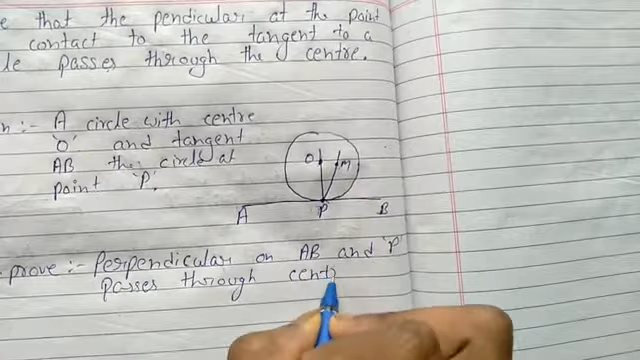 e that the pendicular at the point
contact to the tangent to a
le passes through the centre.
n :- A circle with centre
'O' and tangent
AB the circle at
point 'P'.
O M
A P B
prove :- Perpendicular on AB and 'P'
passes through cent